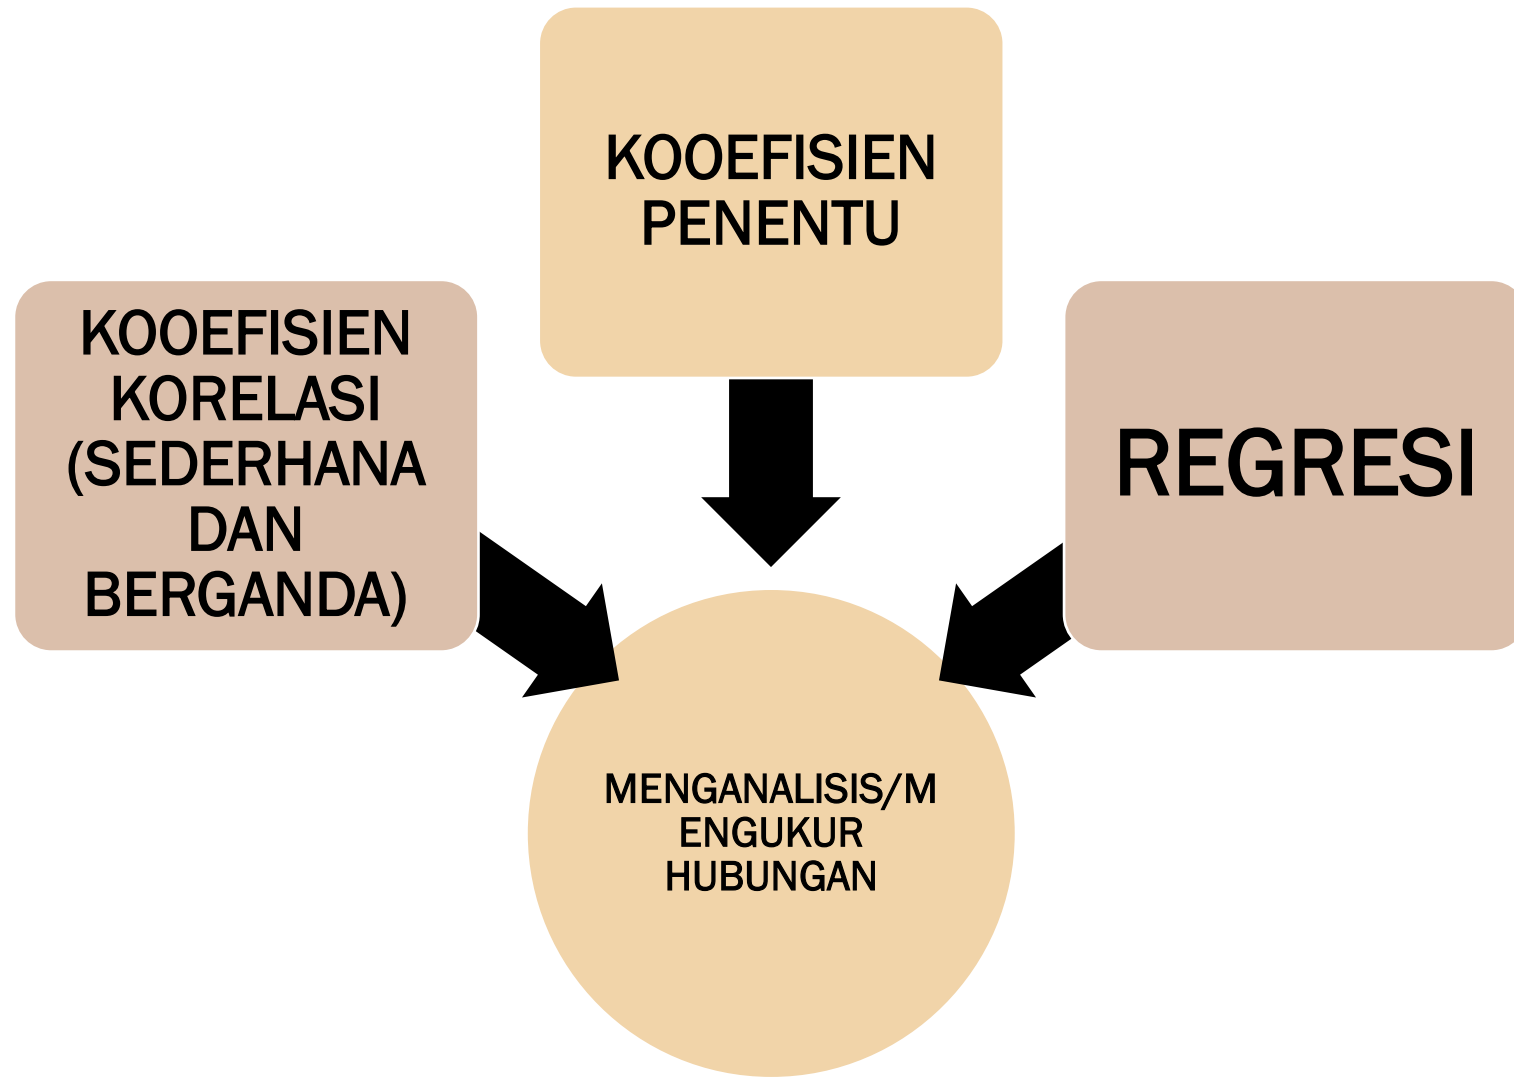 KOOEFISIEN
PENENTU
KOOEFISIEN
KORELASI
(SEDERHANA
DAN
BERGANDA)
REGRESI
MENGANALISIS/M
ENGUKUR
HUBUNGAN